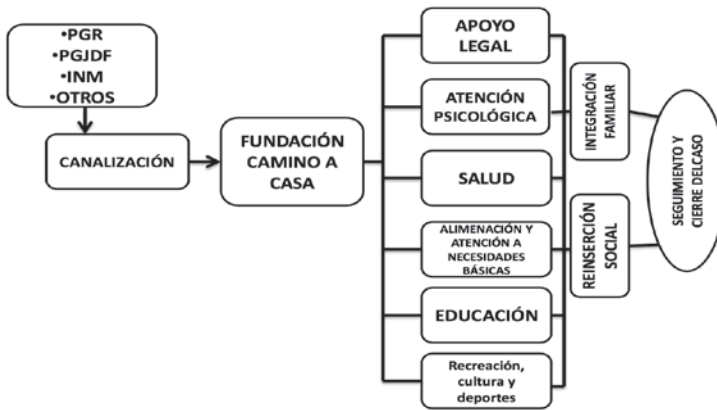 •PGR
•PGJDF
•INM
•OTROS
CANALIZACIÓN
FUNDACIÓN
CAMINO A
CASA
APOYO
LEGAL
ATENCIÓN
PSICOLÓGICA
SALUD
ALIMENACIÓN Y
ATENCIÓN A
NECESIDADES
BÁSICAS
EDUCACIÓN
Recreación,
cultura y
deportes
INTEGRACIÓN
FAMILIAR
REINSERCIÓN
SOCIAL
SEGUIMIENTO Y
CIERRE DELCASO